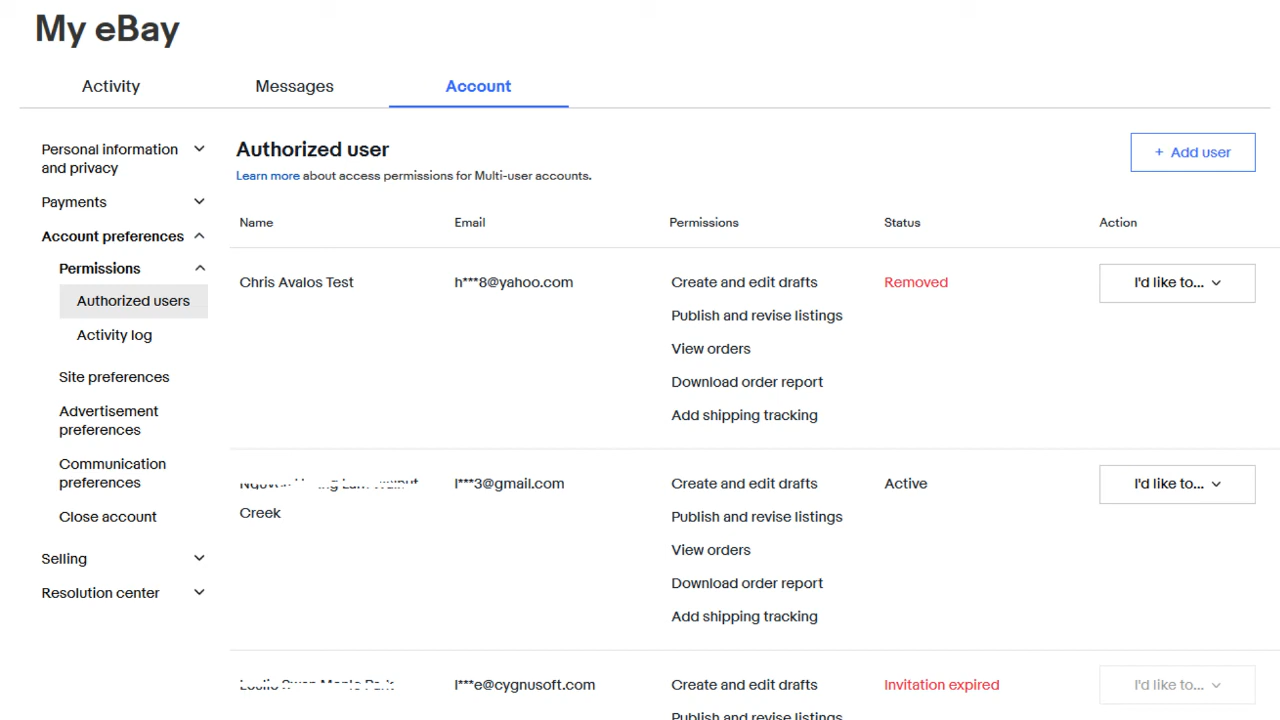 My eBay
Activity
Messages
Account
Personal information
and privacy
Payments
Account preferences
Permissions
Authorized users
Activity log
Site preferences
Advertisement
preferences
Communication
preferences
Close account
Selling
Resolution center
Authorized user
Learn more about access permissions for Multi-user accounts.
+ Add user
Name
Email
Permissions
Status
Action
Chris Avalos Test
h***8@yahoo.com
Create and edit drafts
Publish and revise listings
View orders
Download order report
Add shipping tracking
Removed
I'd like to...
Creek
l***3@gmail.com
Create and edit drafts
Publish and revise listings
View orders
Download order report
Add shipping tracking
Active
I'd like to...
l***e@cygnusoft.com
Create and edit drafts
Publish and revise listings
Invitation expired
I'd like to...